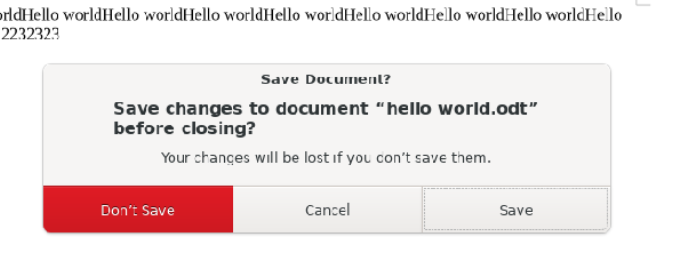 orldHello worldHello worldHello worldHello worldHello worldHello worldHello worldHello
2232323
Save Document?
Save changes to document “hello world.odt”
before closing?
Your changes will be lost if you don’t save them.
Don’t Save
Cancel
Save